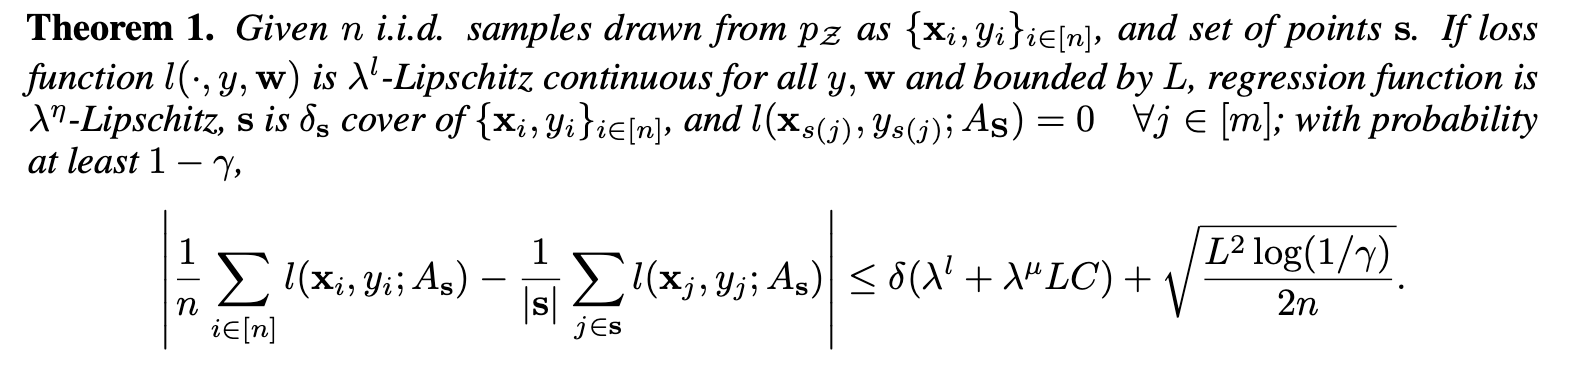 Theorem 1. Given n i.i.d. samples drawn from p_𝒵 as {x_i, y_i}_{i∈[n]}, and set of points s. If loss
function l(·, y, w) is λ^l-Lipschitz continuous for all y, w and bounded by L, regression function is
λ^η-Lipschitz, s is δ_s cover of {x_i, y_i}_{i∈[n]}, and l(x_{s(j)}, y_{s(j)}; A_S) = 0 ∀j ∈ [m]; with probability
at least 1 − γ,
|1/n ∑_{i∈[n]} l(x_i, y_i; A_s) − 1/|s| ∑_{j∈s} l(x_j, y_j; A_s)| ≤ δ(λ^l + λ^μ LC) + √(L² log(1/γ)/2n).